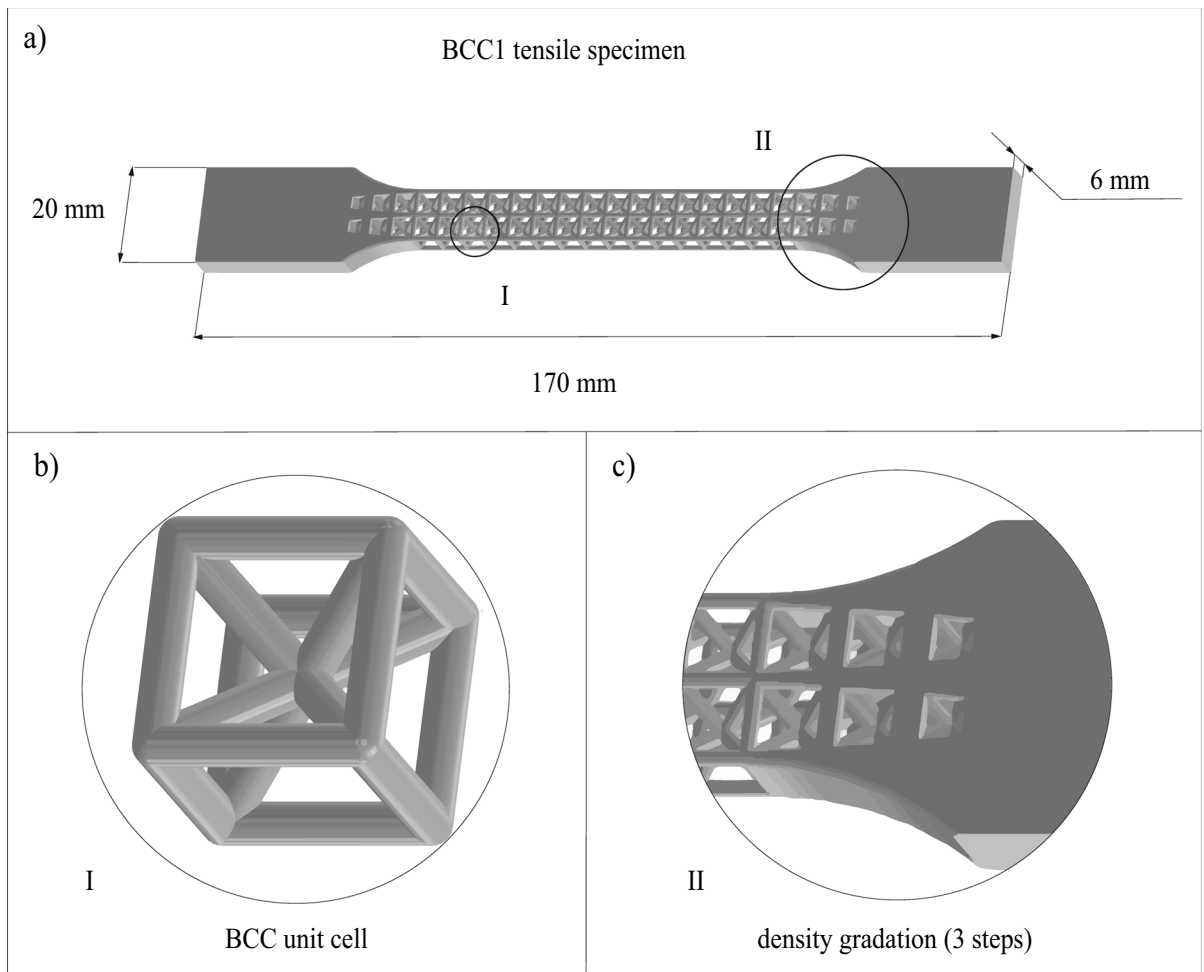 a)
BCC1 tensile specimen
II
6 mm
20 mm
I
170 mm
b)
c)
I
II
BCC unit cell
density gradation (3 steps)